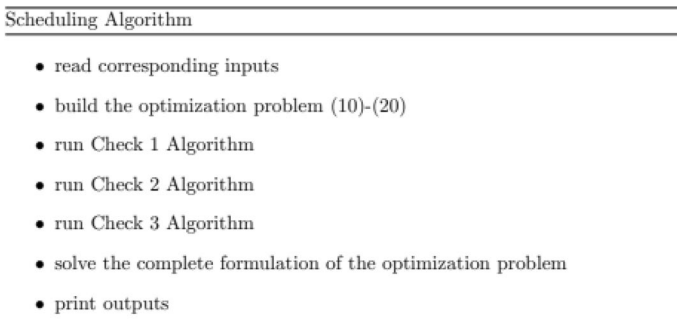 Scheduling Algorithm
• read corresponding inputs
• build the optimization problem (10)-(20)
• run Check 1 Algorithm
• run Check 2 Algorithm
• run Check 3 Algorithm
• solve the complete formulation of the optimization problem
• print outputs